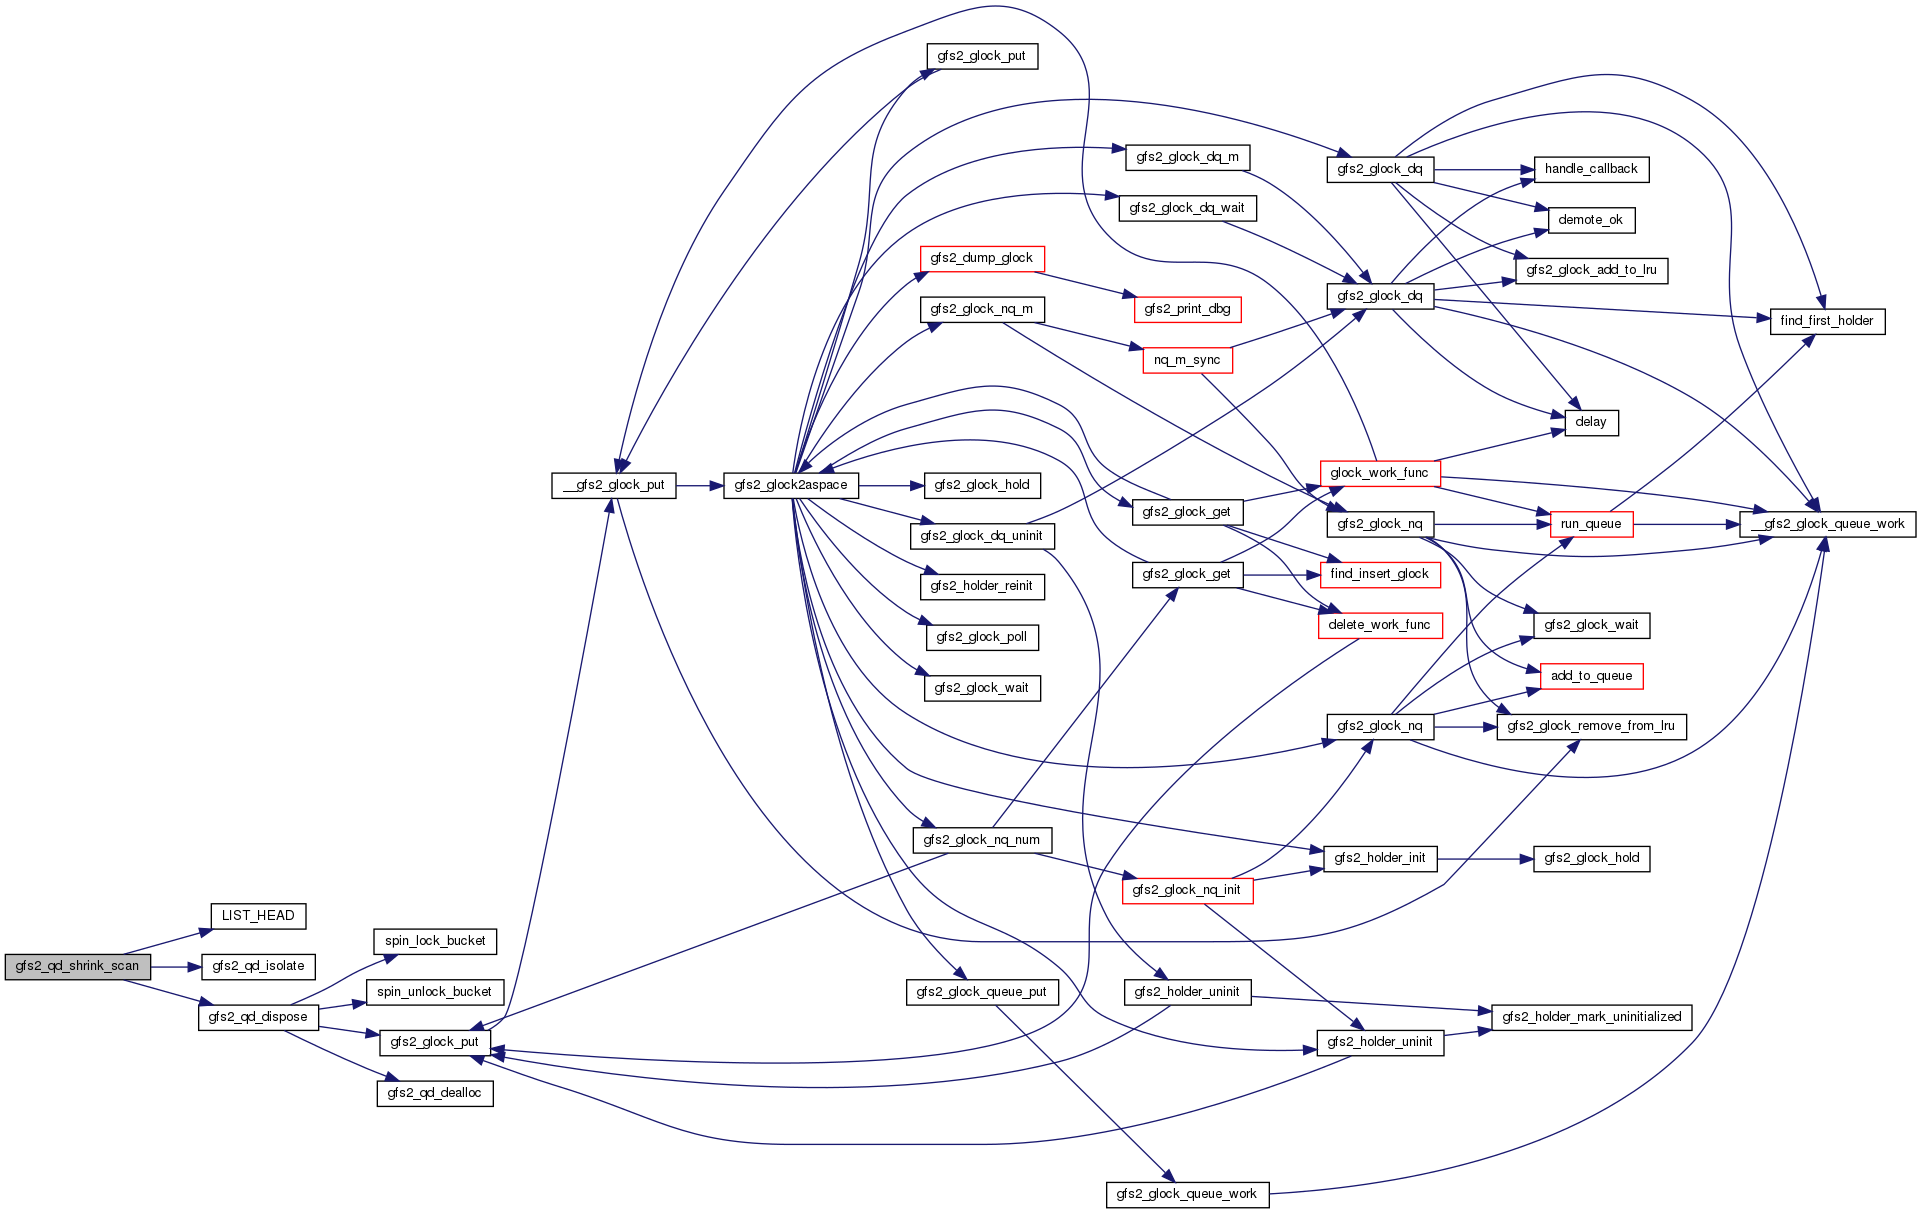 gfs2_glock_put
gfs2_glock_dq_m
gfs2_glock_dq
handle_callback
gfs2_glock_dq_wait
demote_ok
gfs2_dump_glock
gfs2_glock_add_to_lru
gfs2_glock_nq_m
gfs2_print_dbg
gfs2_glock_dq
find_first_holder
nq_m_sync
delay
__gfs2_glock_put
gfs2_glock2aspace
gfs2_glock_hold
glock_work_func
gfs2_glock_get
gfs2_glock_dq_uninit
gfs2_glock_nq
run_queue
__gfs2_glock_queue_work
gfs2_holder_reinit
gfs2_glock_get
find_insert_glock
gfs2_glock_poll
delete_work_func
gfs2_glock_wait
gfs2_glock_wait
add_to_queue
gfs2_glock_nq
gfs2_glock_remove_from_lru
gfs2_glock_nq_num
gfs2_holder_init
gfs2_glock_hold
gfs2_glock_nq_init
LIST_HEAD
spin_lock_bucket
gfs2_qd_shrink_scan
gfs2_qd_isolate
spin_unlock_bucket
gfs2_glock_queue_put
gfs2_holder_uninit
gfs2_qd_dispose
gfs2_holder_mark_uninitialized
gfs2_glock_put
gfs2_holder_uninit
gfs2_qd_dealloc
gfs2_glock_queue_work